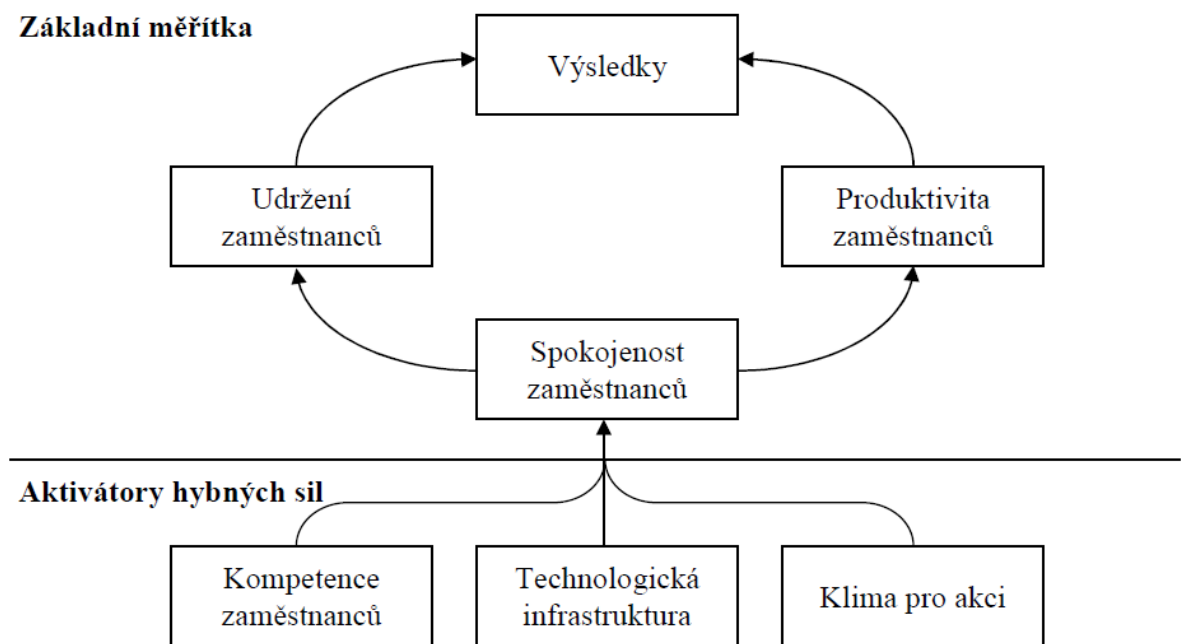 Základní měřítka
Výsledky
Udržení
zaměstnanců
Produktivita
zaměstnanců
Spokojenost
zaměstnanců
Aktivátory hybných sil
Kompetence
zaměstnanců
Technologická
infrastruktura
Klima pro akci